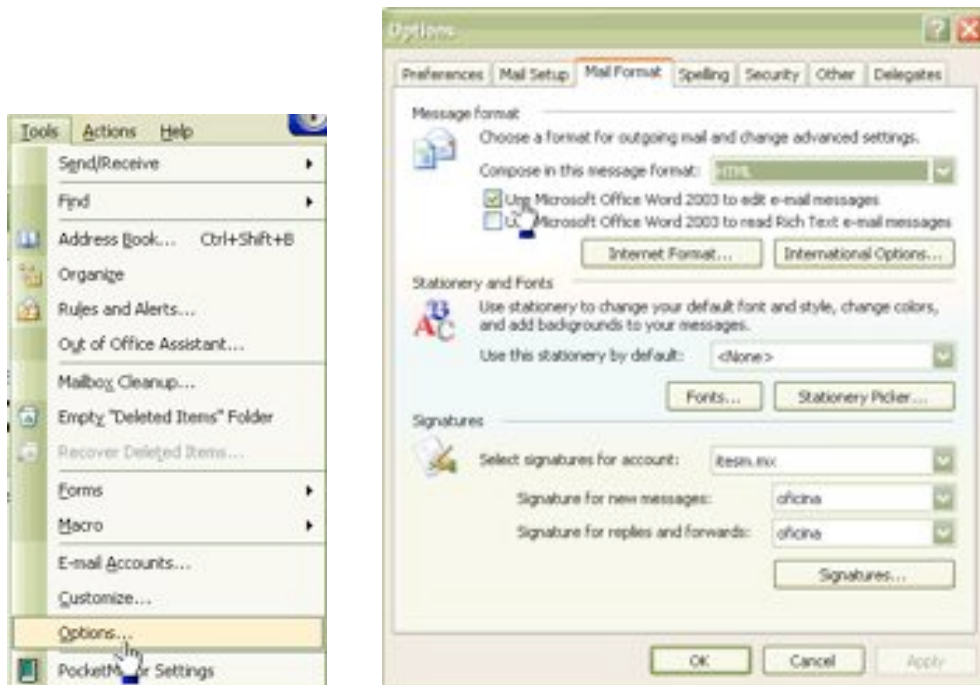 Tools Actions Help
Send/Receive
Find
Address Book... Ctrl+Shift+B
Organize
Rules and Alerts...
Out of Office Assistant...
Mailbox Cleanup...
Empty "Deleted Items" Folder
Recover Deleted Items...
Forms
Macro
E-mail Accounts...
Customize...
Options...
Settings
Options
Preferences Mail Setup Mail Format Spelling Security Other Delegates
Message format
Choose a format for outgoing mail and change advanced settings.
Compose in this message format: HTML
Use Microsoft Office Word 2003 to edit e-mail messages
Microsoft Office Word 2003 to read Rich Text e-mail messages
Internet Format... International Options...
Stationery and Fonts
Use stationery to change your default font and style, change colors,
and add backgrounds to your messages.
Use this stationery by default: <None>
Fonts... Stationery Picker...
Signatures
Select signatures for account: itesm.mx
Signature for new messages: oficina
Signature for replies and forwards: oficina
Signatures...
OK Cancel Apply